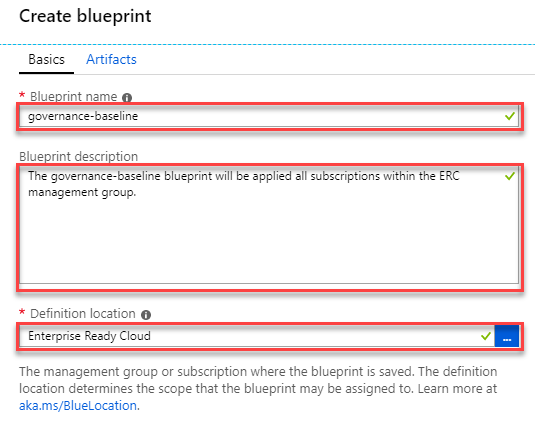 Create blueprint
Basics Artifacts
* Blueprint name
governance-baseline
Blueprint description
The governance-baseline blueprint will be applied all subscriptions within the ERC
management group.
* Definition location
Enterprise Ready Cloud
...
The management group or subscription where the blueprint is saved. The definition
location determines the scope that the blueprint may be assigned to. Learn more at
aka.ms/BlueLocation.